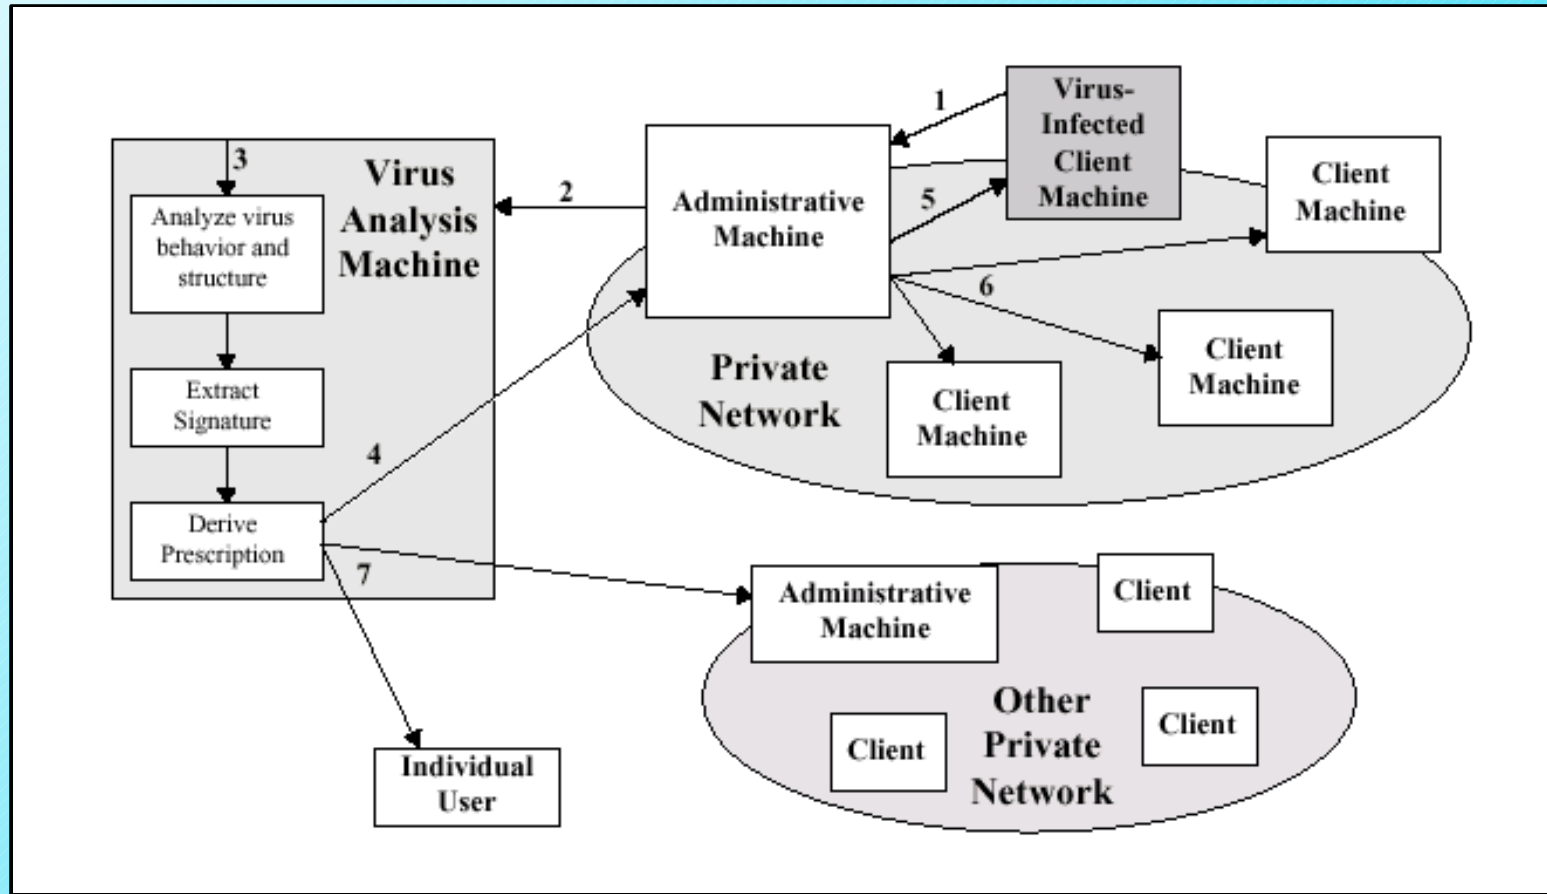 3
Virus
Analysis
Machine
Analyze virus
behavior and
structure
Extract
Signature
Derive
Prescription
2
4
7
Administrative
Machine
1
5
6
Virus-
Infected
Client
Machine
Client
Machine
Client
Machine
Client
Machine
Private
Network
Administrative
Machine
Client
Client
Client
Other
Private
Network
Individual
User